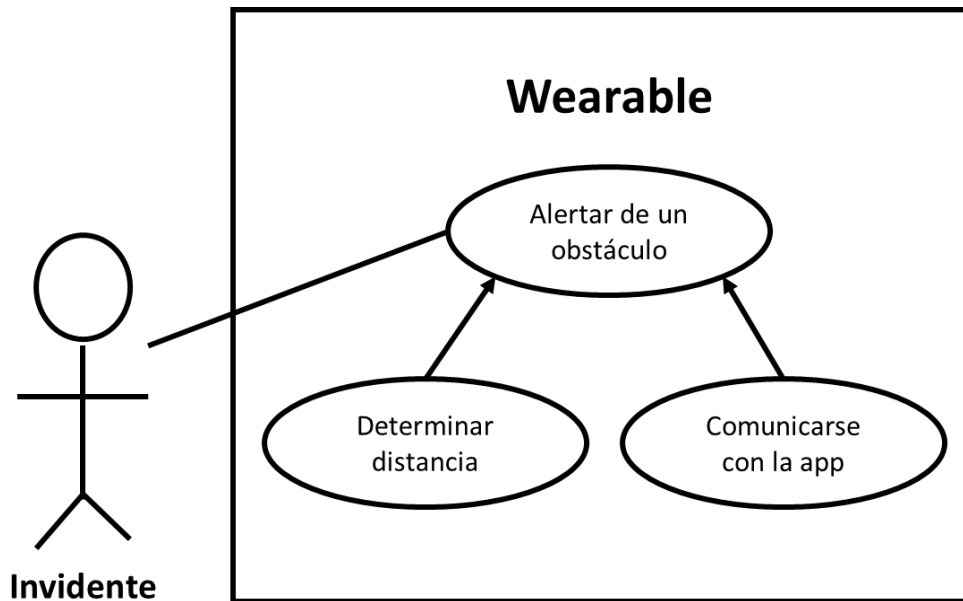 Wearable
Alertar de un
obstáculo
Determinar
distancia
Comunicarse
con la app
Invidente